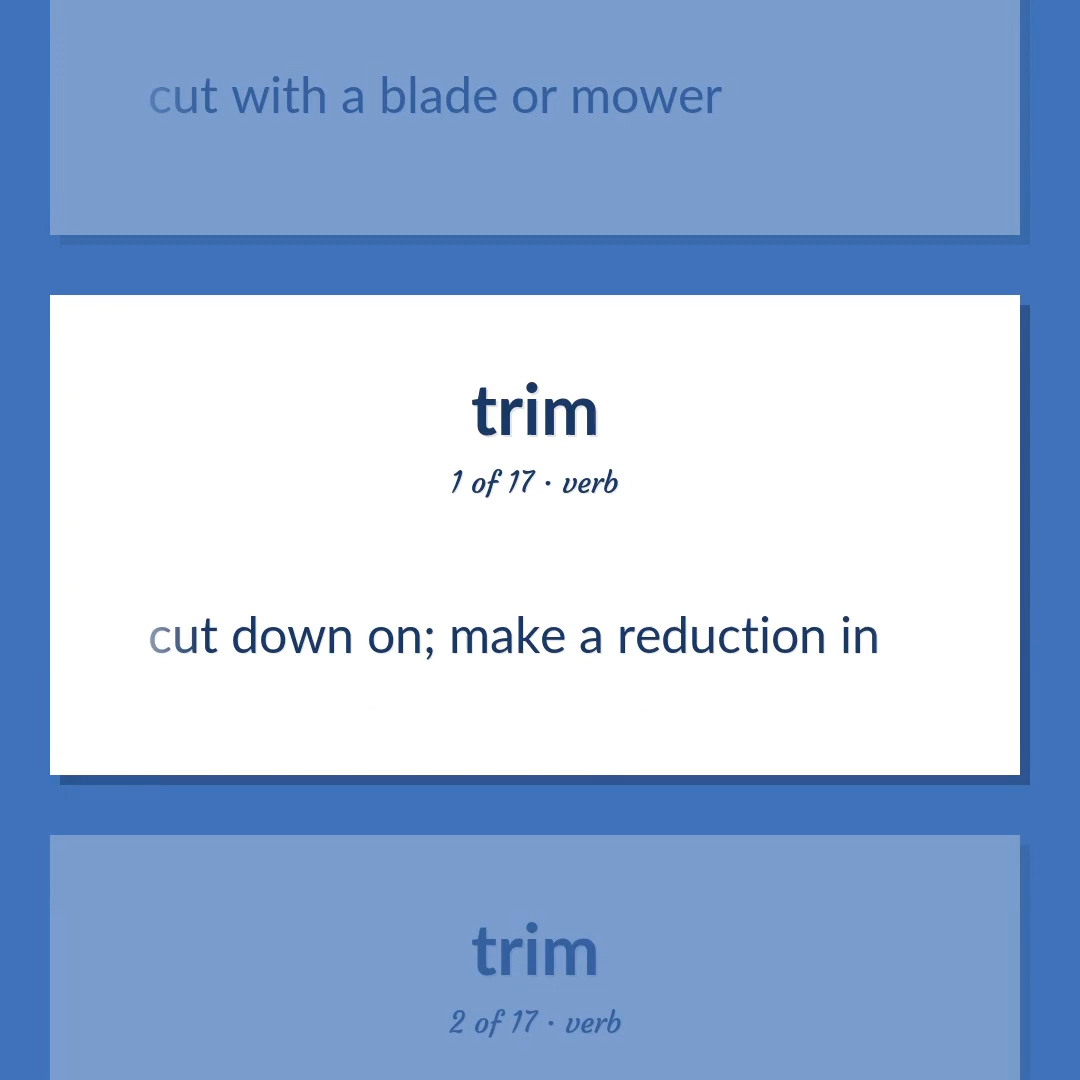 cut with a blade or mower
trim
1 of 17 · verb
cut down on; make a reduction in
trim
2 of 17 · verb